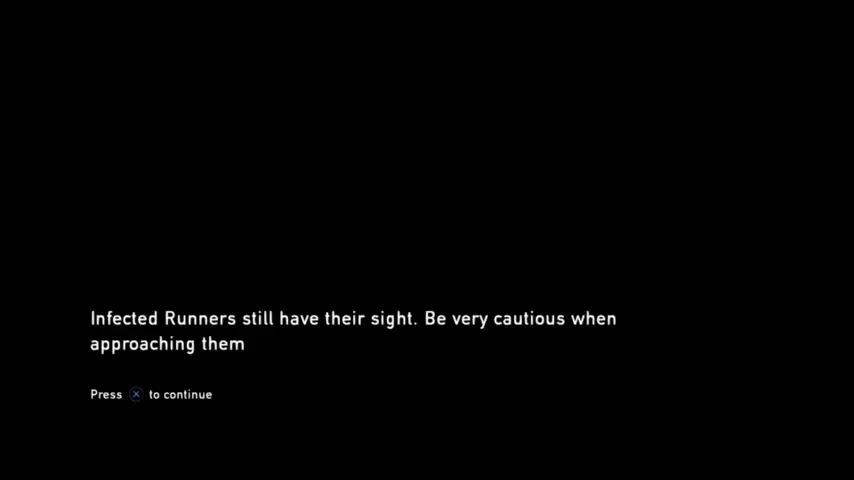 Infected Runners still have their sight. Be very cautious when
approaching them
Press ⓧ to continue